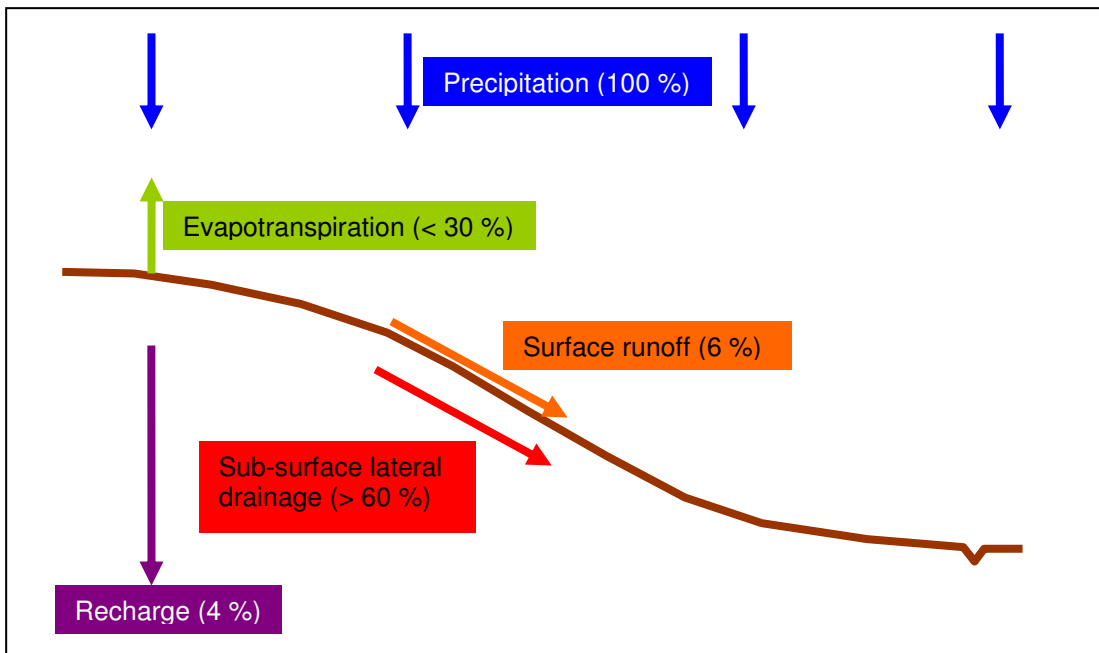 Precipitation (100 %)
Evapotranspiration (< 30 %)
Surface runoff (6 %)
Sub-surface lateral
drainage (> 60 %)
Recharge (4 %)